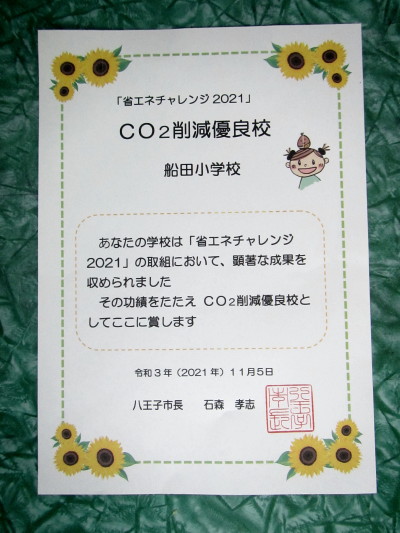 「省エネチャレンジ2021」
CO2削減優良校
船田小学校
あなたの学校は「省エネチャレンジ
2021」の取組において、顕著な成果を
収められました
その功績をたたえ CO2削減優良校と
してここに賞します
令和3年（2021年）11月5日
八王子市長 石森 孝志